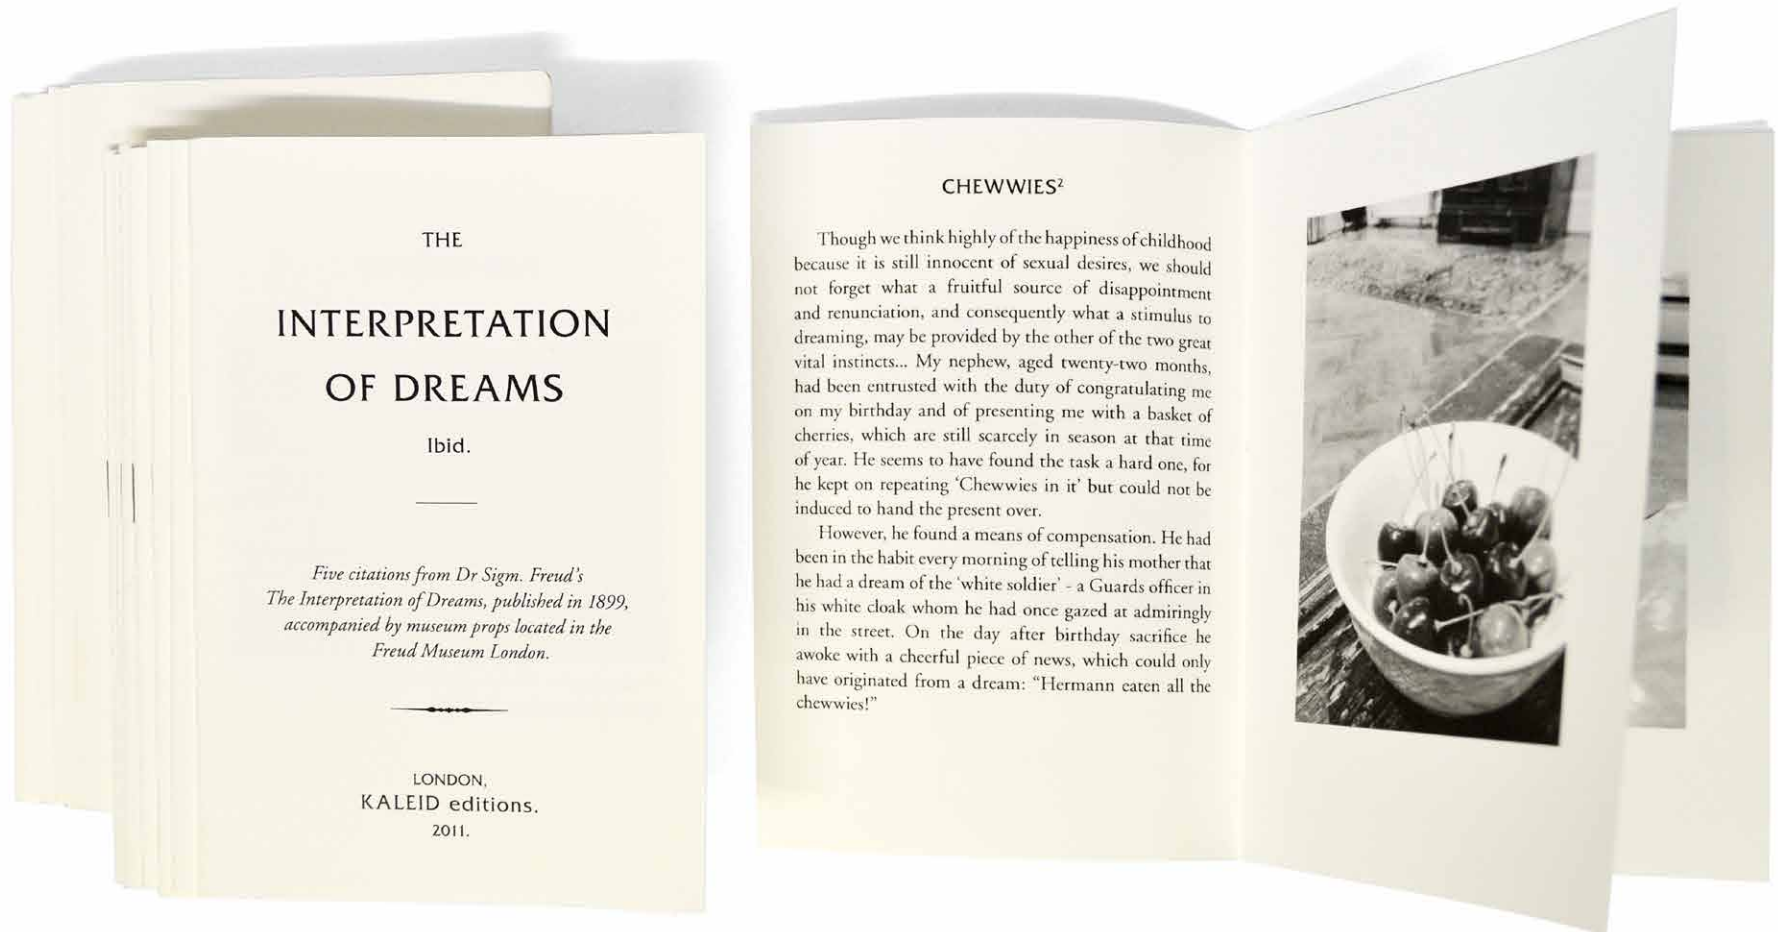 THE
INTERPRETATION
OF DREAMS
Ibid.
Five citations from Dr Sigm. Freud's
The Interpretation of Dreams, published in 1899,
accompanied by museum props located in the
Freud Museum London.
LONDON,
KALEID editions.
2011.
CHEWWIES²
Though we think highly of the happiness of childhood
because it is still innocent of sexual desires, we should
not forget what a fruitful source of disappointment
and renunciation, and consequently what a stimulus to
dreaming, may be provided by the other of the two great
vital instincts... My nephew, aged twenty-two months,
had been entrusted with the duty of congratulating me
on my birthday and of presenting me with a basket of
cherries, which are still scarcely in season at that time
of year. He seems to have found the task a hard one, for
he kept on repeating 'Chewwies in it' but could not be
induced to hand the present over.
However, he found a means of compensation. He had
been in the habit every morning of telling his mother that
he had a dream of the 'white soldier' - a Guards officer in
his white cloak whom he had once gazed at admiringly
in the street. On the day after birthday sacrifice he
awoke with a cheerful piece of news, which could only
have originated from a dream: "Hermann eaten all the
chewwies!"